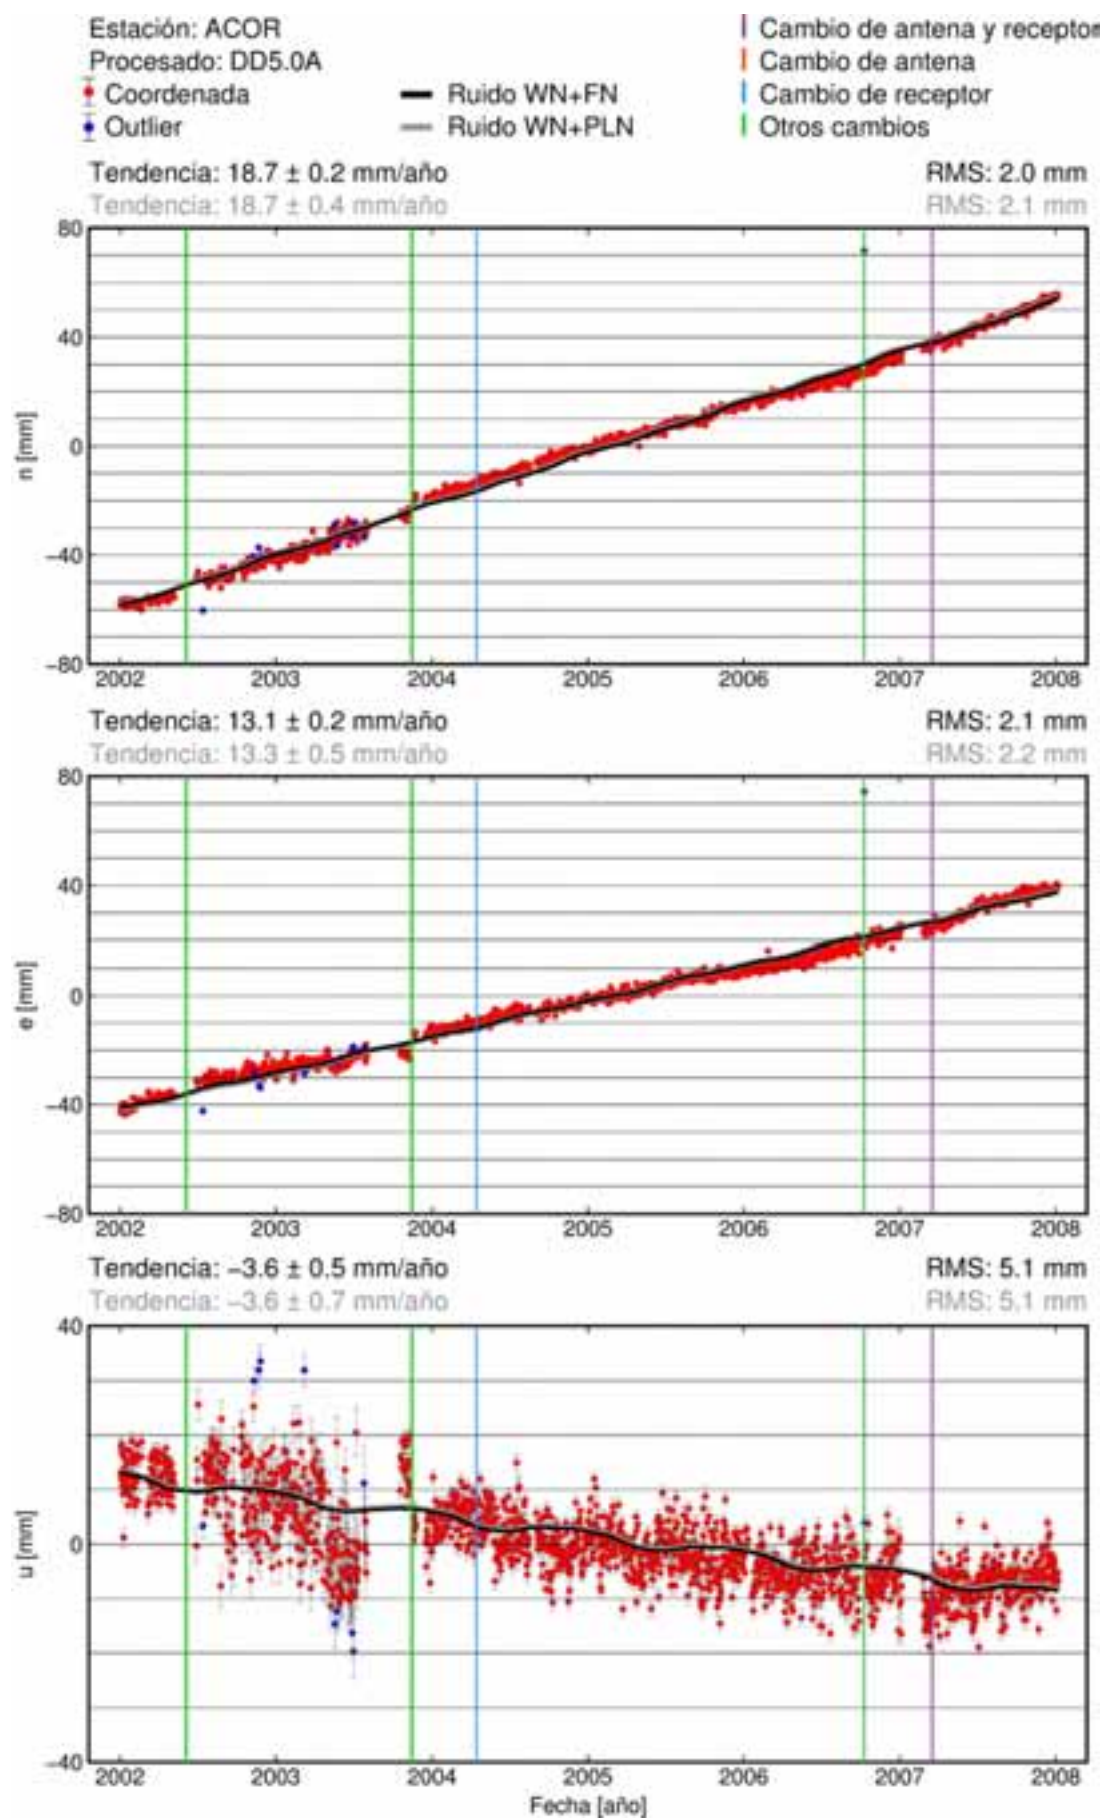 Estación: ACOR
Procesado: DD5.0A
Coordenada
Outlier
Ruido WN+FN
Ruido WN+PLN
Cambio de antena y receptor
Cambio de antena
Cambio de receptor
Otros cambios
Tendencia: 18.7 ± 0.2 mm/año
RMS: 2.0 mm
Tendencia: 18.7 ± 0.4 mm/año
RMS: 2.1 mm
80
40
0
−40
−80
n [mm]
2002 2003 2004 2005 2006 2007 2008
Tendencia: 13.1 ± 0.2 mm/año
RMS: 2.1 mm
Tendencia: 13.3 ± 0.5 mm/año
RMS: 2.2 mm
80
40
0
−40
−80
e [mm]
2002 2003 2004 2005 2006 2007 2008
Tendencia: −3.6 ± 0.5 mm/año
RMS: 5.1 mm
Tendencia: −3.6 ± 0.7 mm/año
RMS: 5.1 mm
40
0
−40
u [mm]
2002 2003 2004 2005 2006 2007 2008
Fecha [año]